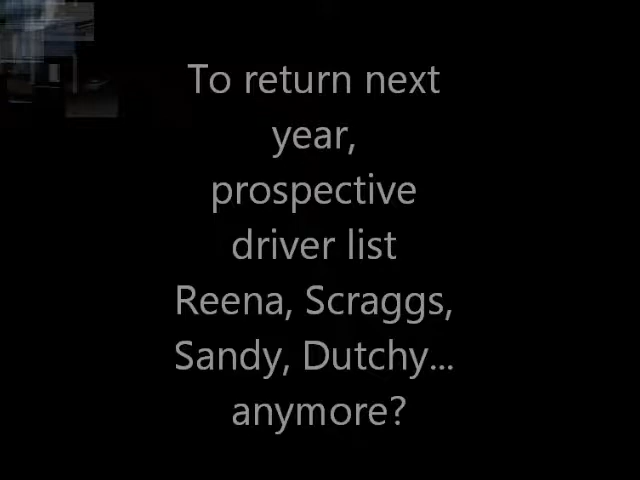 To return next
year,
prospective
driver list
Reena, Scraggs,
Sandy, Dutchy...
anymore?